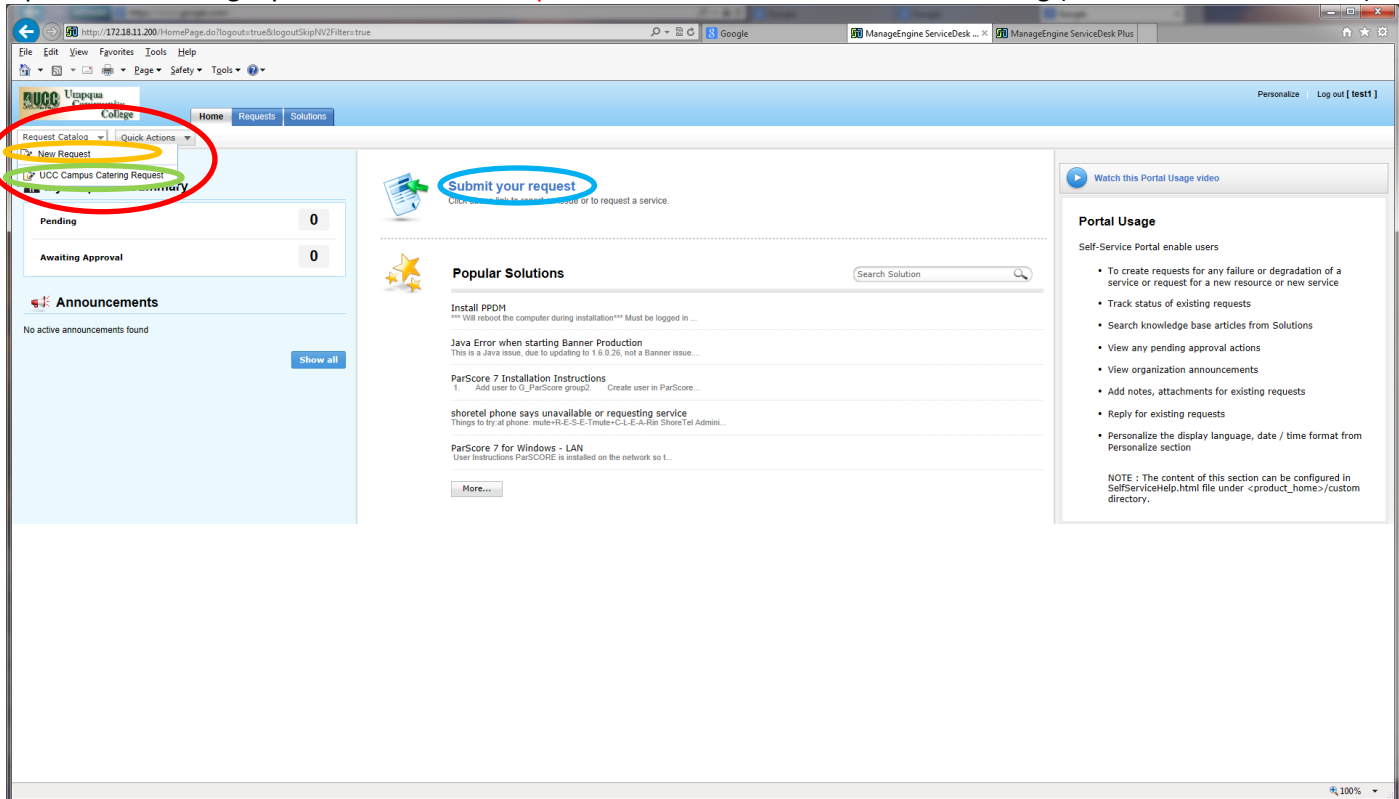 http://172.18.11.200/HomePage.do?logout=true&logoutSkipNV2Filter=true
Google
ManageEngine ServiceDesk ...
ManageEngine ServiceDesk Plus
File Edit View Favorites Tools Help
Page Safety Tools
UCC Umpqua
Community
College
Home Requests Solutions
Personalize Log out [ test1 ]
Request Catalog Quick Actions
New Request
UCC Campus Catering Request
Summary
Pending 0
Awaiting Approval 0
Announcements
No active announcements found
Show all
Submit your request
Click above link to report an issue or to request a service.
Popular Solutions
Search Solution
Install PPDM
*** Will reboot the computer during installation*** Must be logged in ...
Java Error when starting Banner Production
This is a Java issue, due to updating to 1.6.0.26, not a Banner issue....
ParScore 7 Installation Instructions
1. Add user to G_ParScore group2. Create user in ParScore...
shoretel phone says unavailable or requesting service
Things to try:at phone: mute+R-E-S-E-Tmute+C-L-E-A-Rin ShoreTel Admini...
ParScore 7 for Windows - LAN
User Instructions ParSCORE is installed on the network so t...
More...
Watch this Portal Usage video
Portal Usage
Self-Service Portal enable users
• To create requests for any failure or degradation of a
service or request for a new resource or new service
• Track status of existing requests
• Search knowledge base articles from Solutions
• View any pending approval actions
• View organization announcements
• Add notes, attachments for existing requests
• Reply for existing requests
• Personalize the display language, date / time format from
Personalize section
NOTE : The content of this section can be configured in
SelfServiceHelp.html file under <product_home>/custom
directory.
100%